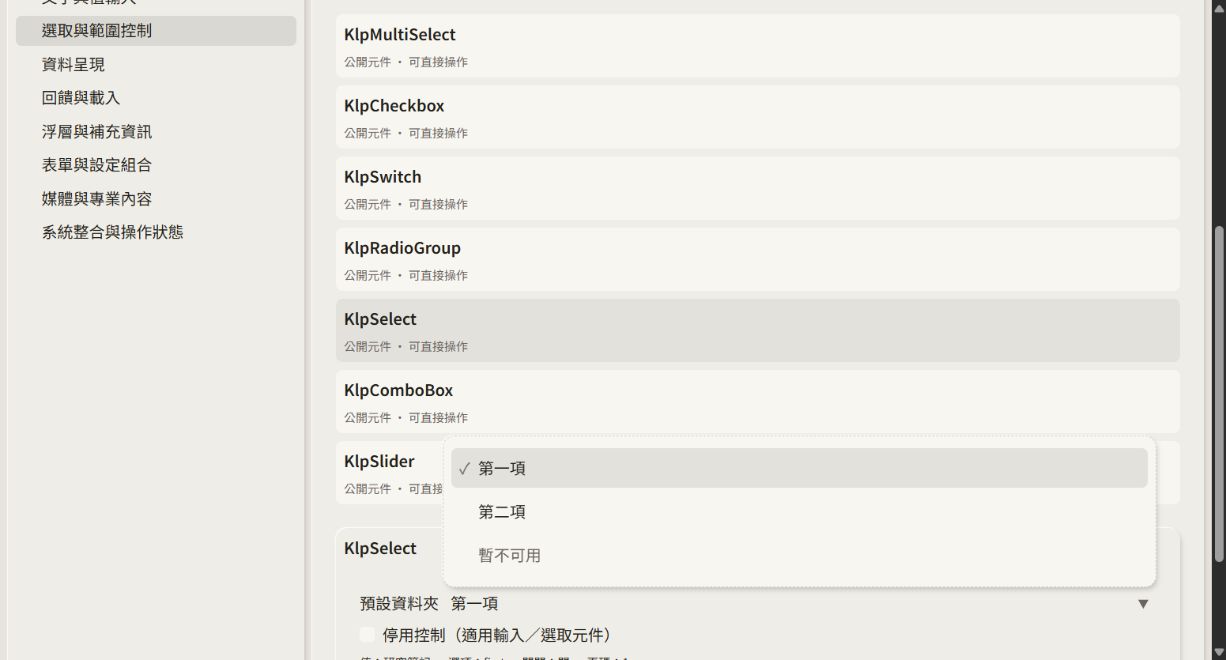 選取與範圍控制
資料呈現
回饋與載入
浮層與補充資訊
表單與設定組合
媒體與專業內容
系統整合與操作狀態
KlpMultiSelect
公開元件 · 可直接操作
KlpCheckbox
公開元件 · 可直接操作
KlpSwitch
公開元件 · 可直接操作
KlpRadioGroup
公開元件 · 可直接操作
KlpSelect
公開元件 · 可直接操作
KlpComboBox
公開元件 · 可直接操作
KlpSlider
公開元件 · 可直接
✓ 第一項
第二項
暫不可用
KlpSelect
預設資料夾 第一項 ▼
停用控制（適用輸入／選取元件）